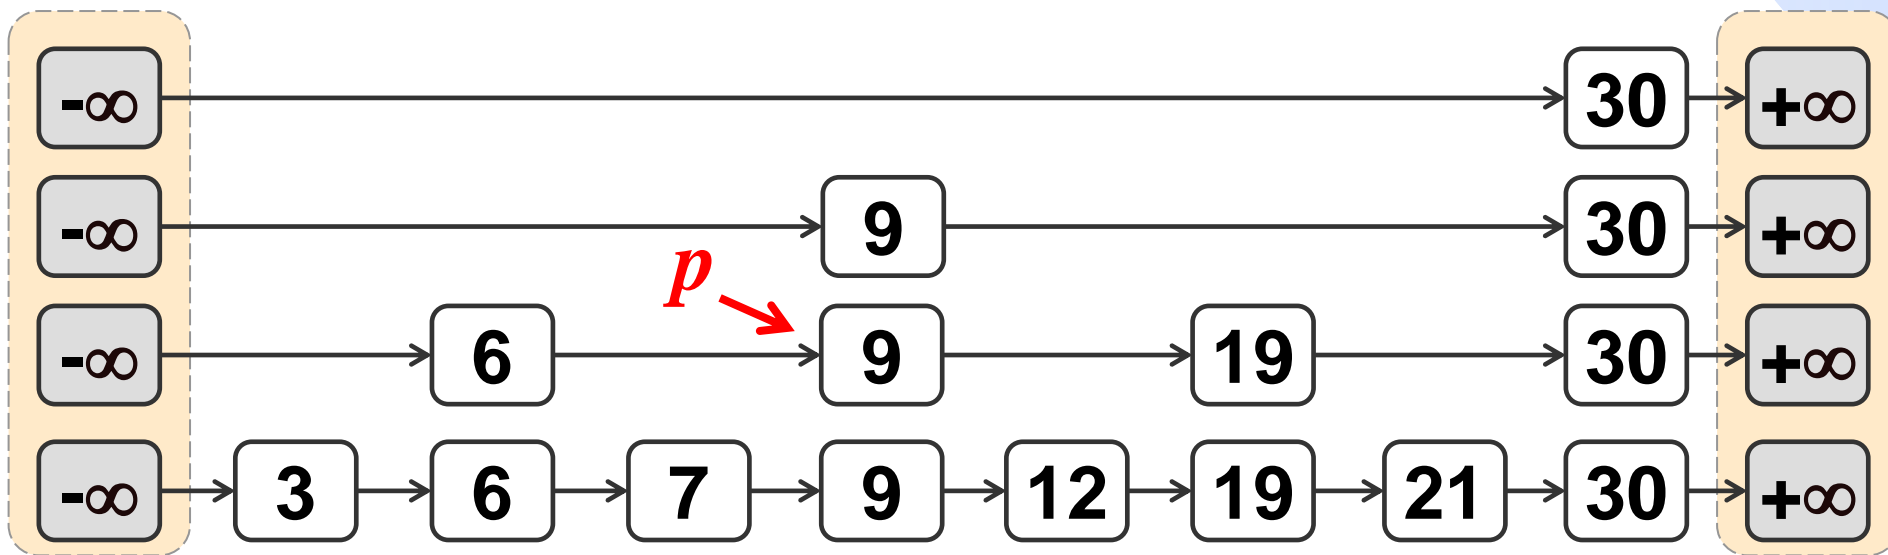 -∞ 30 +∞
-∞ 9 30 +∞
p
-∞ 6 9 19 30 +∞
-∞ 3 6 7 9 12 19 21 30 +∞